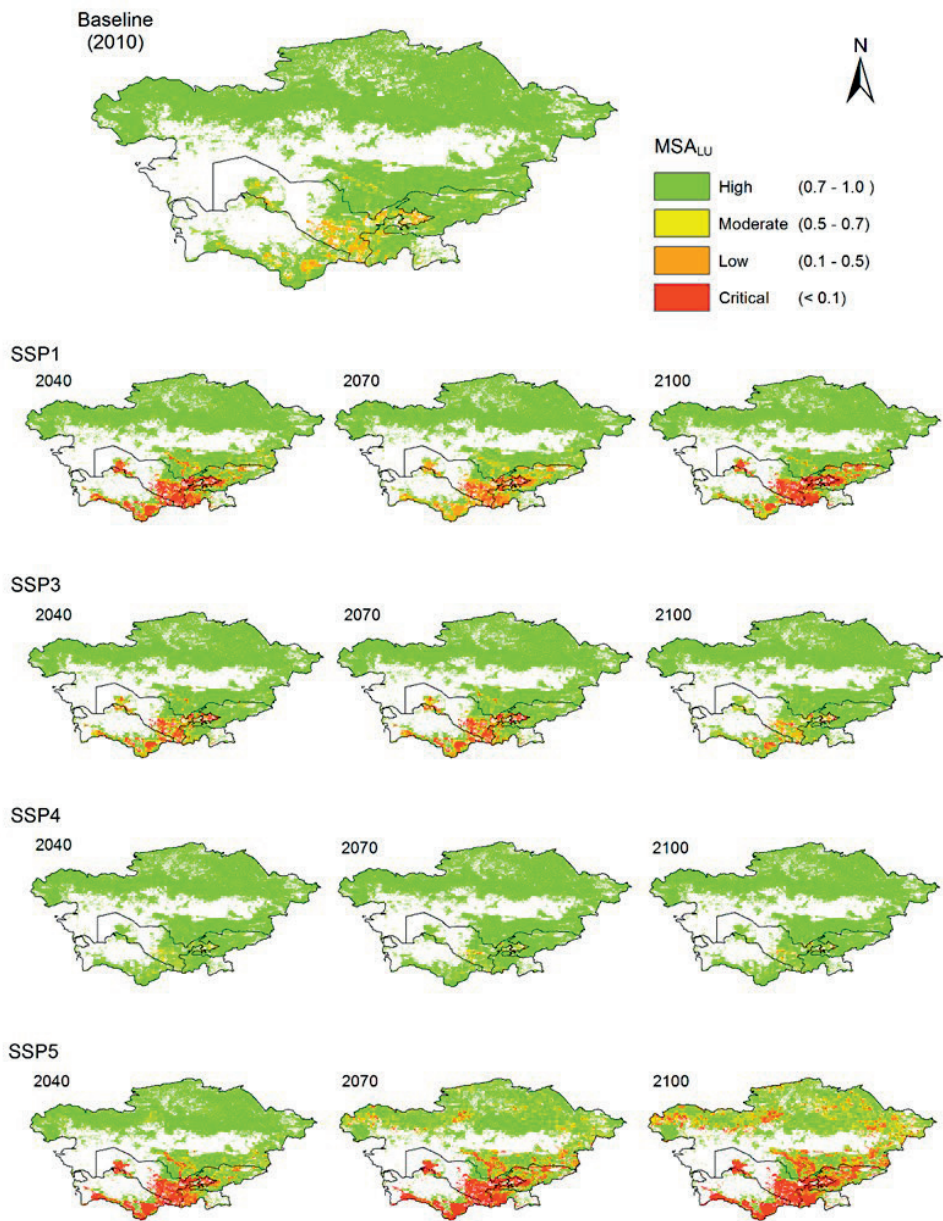 Baseline
(2010)
N
MSALU
High (0.7 - 1.0 )
Moderate (0.5 - 0.7)
Low (0.1 - 0.5)
Critical (< 0.1)
SSP1
2040 2070 2100
SSP3
2040 2070 2100
SSP4
2040 2070 2100
SSP5
2040 2070 2100